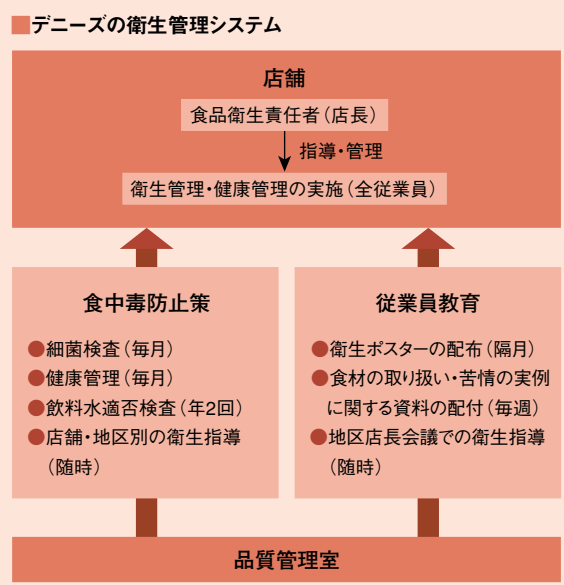 ■デニーズの衛生管理システム
店舗
食品衛生責任者(店長)
指導・管理
衛生管理・健康管理の実施(全従業員)
食中毒防止策
●細菌検査(毎月)
●健康管理(毎月)
●飲料水適否検査(年2回)
●店舗・地区別の衛生指導
(随時)
従業員教育
●衛生ポスターの配布(隔月)
●食材の取り扱い・苦情の実例
に関する資料の配付(毎週)
●地区店長会議での衛生指導
(随時)
品質管理室